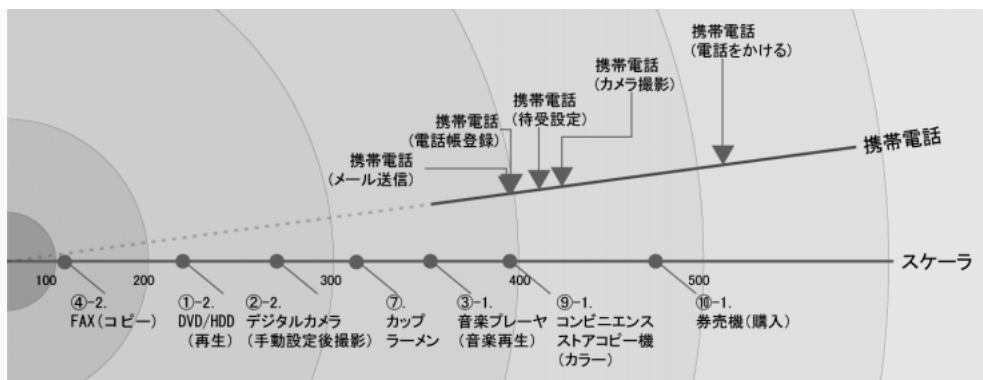 携帯電話
(電話をかける)
携帯電話
(カメラ撮影)
携帯電話
(待受設定)
携帯電話
(電話帳登録)
携帯電話
(メール送信)
携帯電話
スケーラ
100
200
300
400
500
④-2.
FAX(コピー)
①-2.
DVD/HDD
(再生)
②-2.
デジタルカメラ
(手動設定後撮影)
⑦.
カップ
ラーメン
③-1.
音楽プレーヤ
(音楽再生)
⑨-1.
コンビニエンス
ストアコピー機
(カラー)
⑩-1.
券売機(購入)